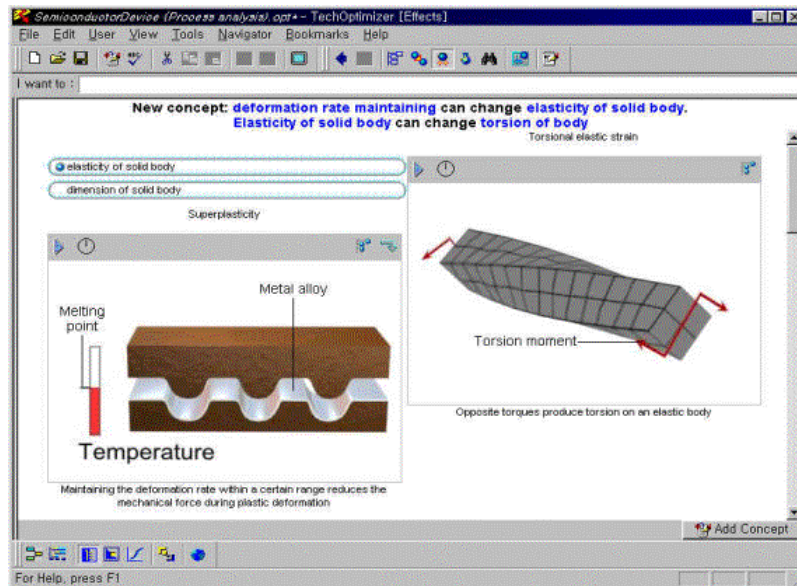 SemiconductorDevice (Process analysis).opt* - TechOptimizer [Effects]
File Edit User View Tools Navigator Bookmarks Help
I want to :
New concept: deformation rate maintaining can change elasticity of solid body.
Elasticity of solid body can change torsion of body
Torsional elastic strain
elasticity of solid body
dimension of solid body
Superplasticity
Metal alloy
Melting
point
Temperature
Maintaining the deformation rate within a certain range reduces the
mechanical force during plastic deformation
Torsion moment
Opposite torques produce torsion on an elastic body
Add Concept
For Help, press F1